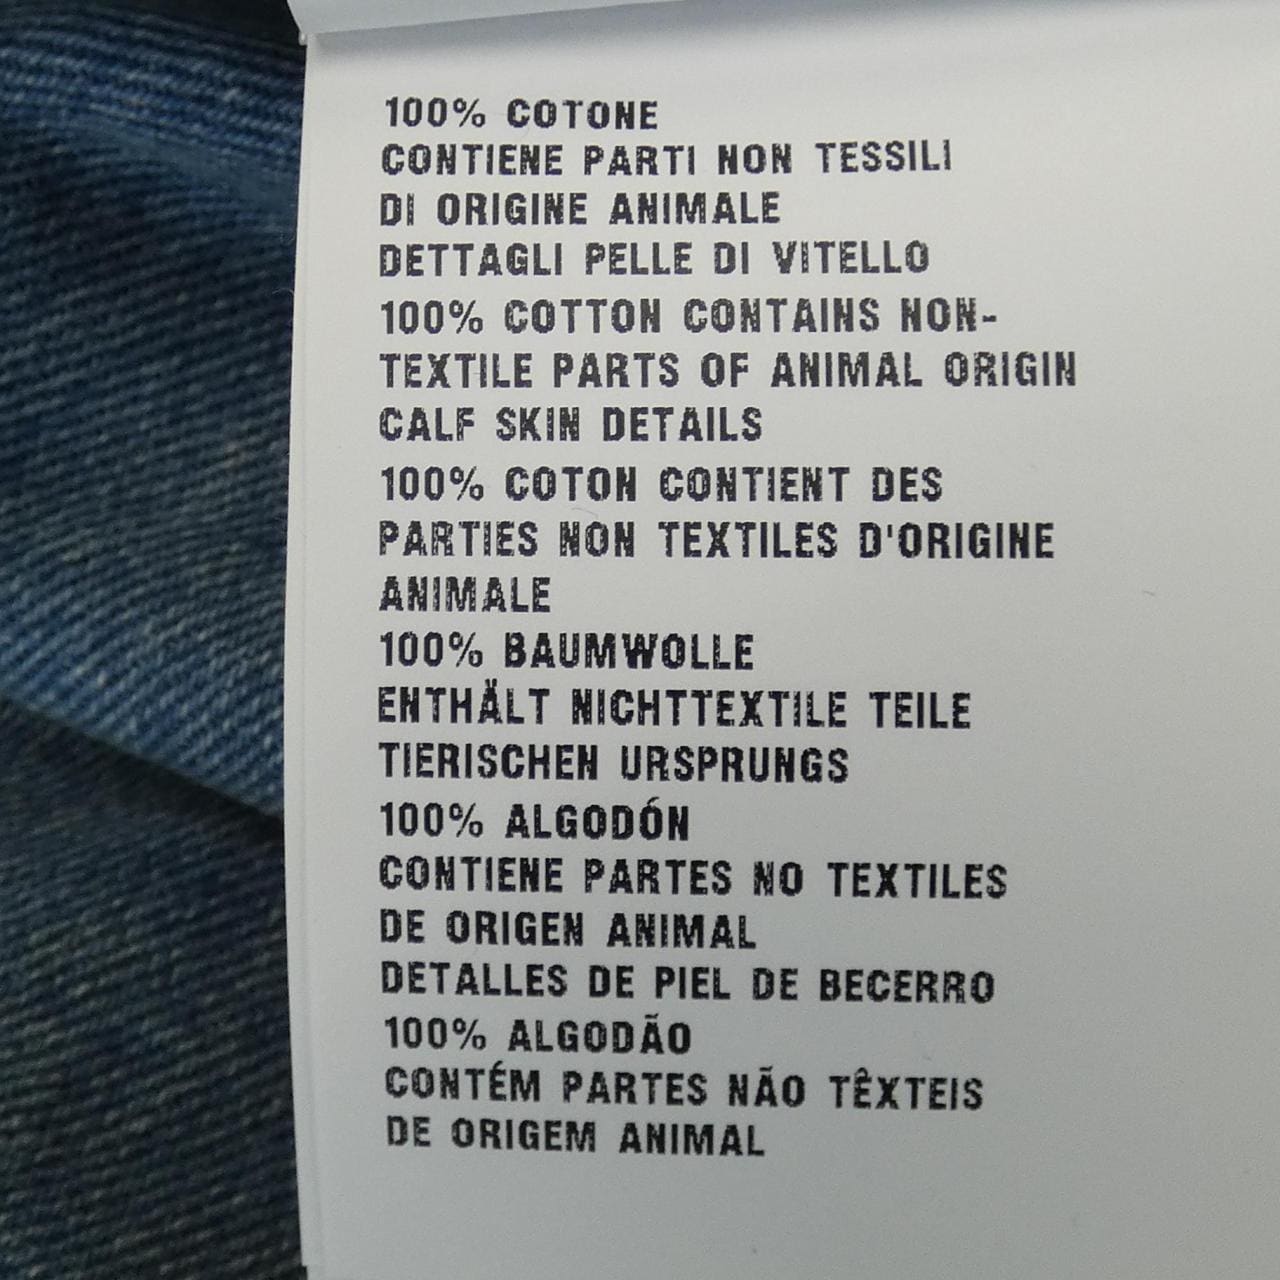 100% COTONE
CONTIENE PARTI NON TESSILI
DI ORIGINE ANIMALE
DETTAGLI PELLE DI VITELLO
100% COTTON CONTAINS NON-
TEXTILE PARTS OF ANIMAL ORIGIN
CALF SKIN DETAILS
100% COTON CONTIENT DES
PARTIES NON TEXTILES D'ORIGINE
ANIMALE
100% BAUMWOLLE
ENTHÄLT NICHTTEXTILE TEILE
TIERISCHEN URSPRUNGS
100% ALGODÓN
CONTIENE PARTES NO TEXTILES
DE ORIGEN ANIMAL
DETALLES DE PIEL DE BECERRO
100% ALGODÃO
CONTÉM PARTES NÃO TÊXTEIS
DE ORIGEM ANIMAL